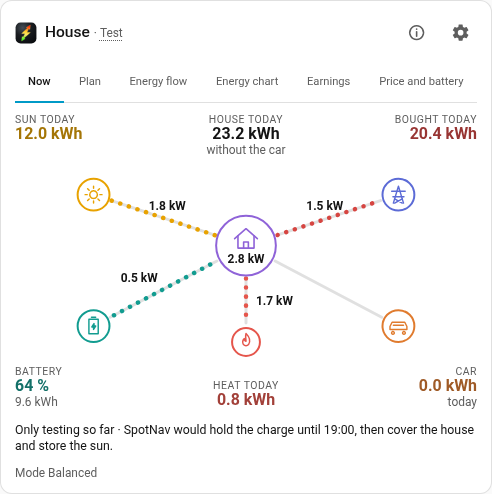 House · Test
Now Plan Energy flow Energy chart Earnings Price and battery
SUN TODAY
12.0 kWh
HOUSE TODAY
23.2 kWh
without the car
BOUGHT TODAY
20.4 kWh
1.8 kW
1.5 kW
2.8 kW
0.5 kW
1.7 kW
BATTERY
64 %
9.6 kWh
HEAT TODAY
0.8 kWh
CAR
0.0 kWh
today
Only testing so far · SpotNav would hold the charge until 19:00, then cover the house
and store the sun.
Mode Balanced